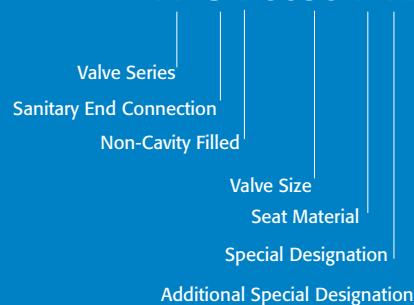 Valve Series
Sanitary End Connection
Non-Cavity Filled
Valve Size
Seat Material
Special Designation
Additional Special Designation